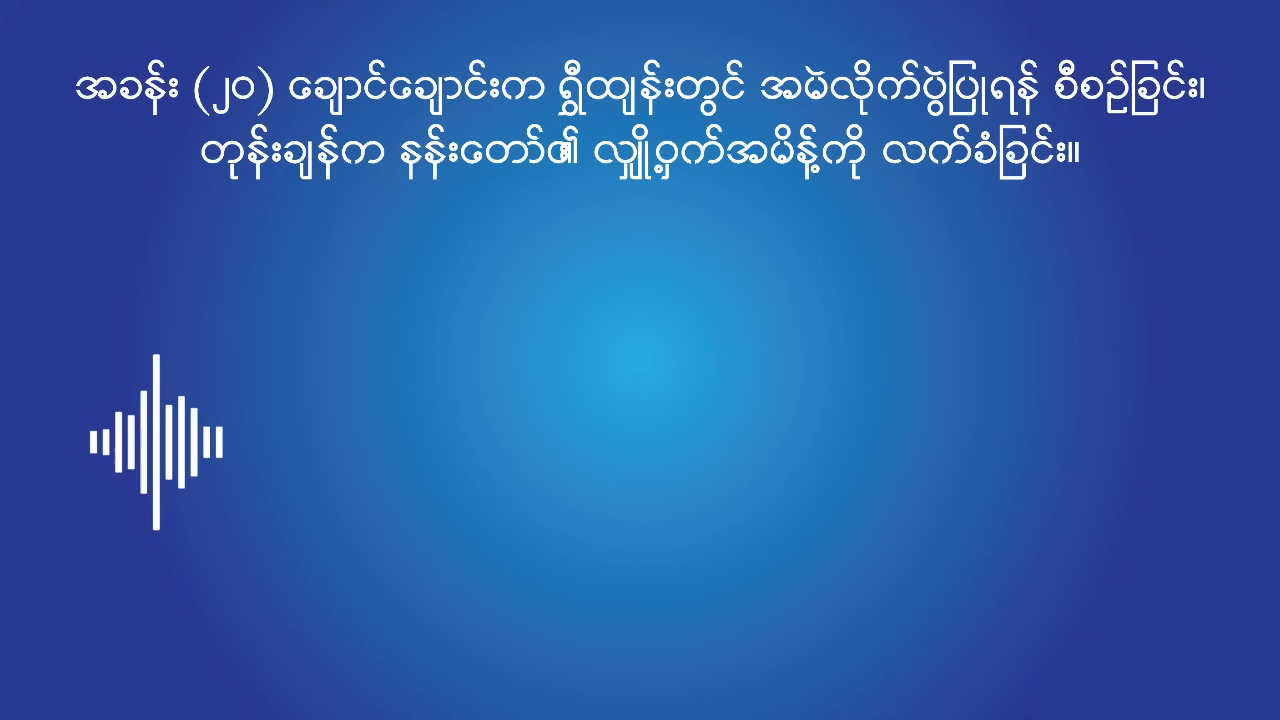 အခန်း (၂၀) ချောင်ချောင်းက ရှီထျန်းတွင် အမဲလိုက်ပွဲပြုရန် စီစဉ်ခြင်း၊
တုန်းချန်က နန်းတော်၏ လျှို့ဝှက်အမိန့်ကို လက်ခံခြင်း။